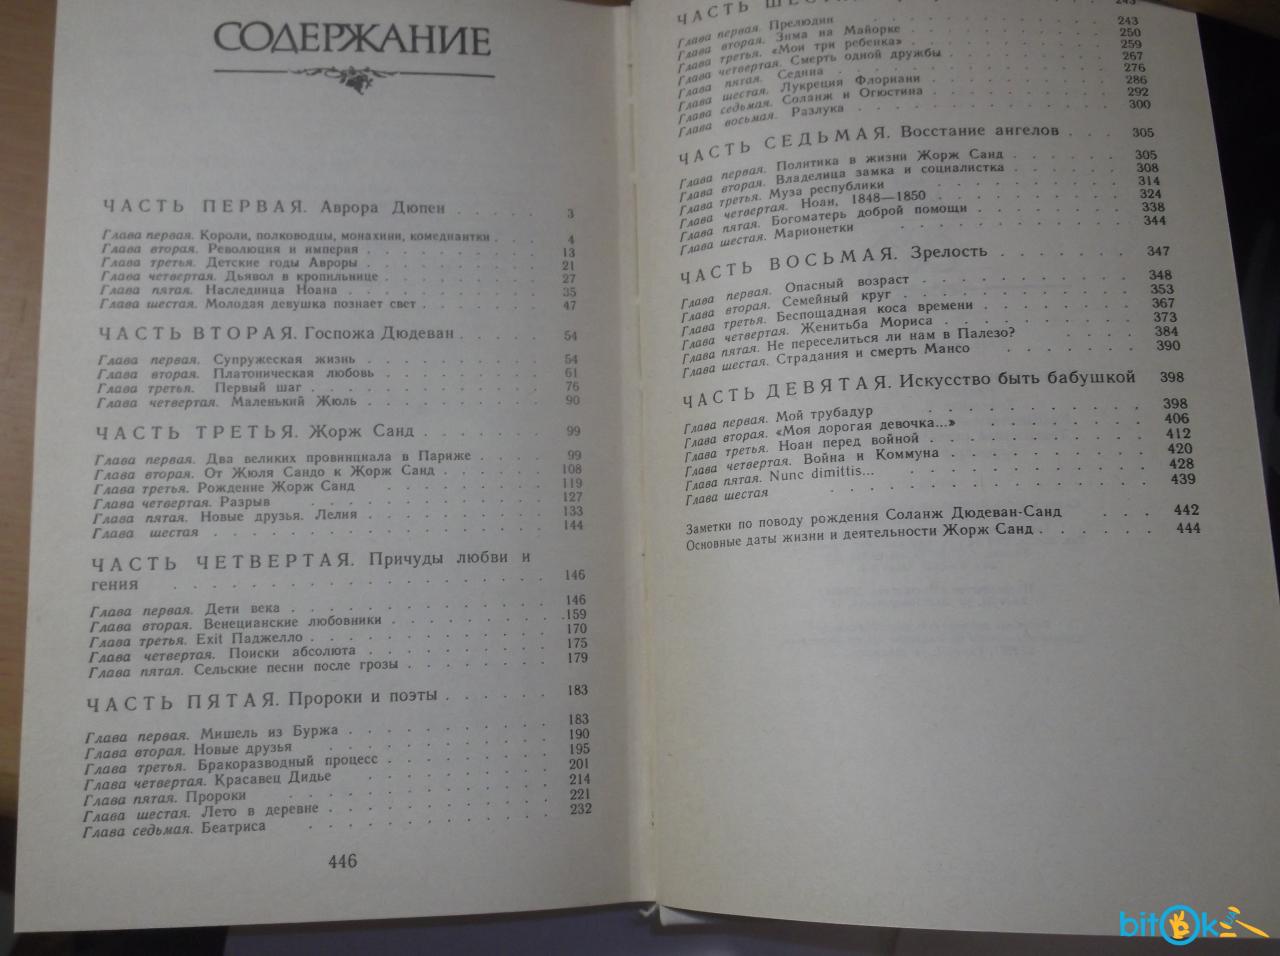 СОДЕРЖАНИЕ
ЧАСТЬ ПЕРВАЯ. Аврора Дюпен . . . . . 3
Глава первая. Короли, полководцы, монахини, комедиантки . . . 4
Глава вторая. Революция и империя . . . . . . . . 13
Глава третья. Детские годы Авроры . . . . . . . . 21
Глава четвертая. Дьявол в кропильнице . . . . . . . 27
Глава пятая. Наследница Ноана . . . . . . . . . 35
Глава шестая. Молодая девушка познает свет . . . . . 47
ЧАСТЬ ВТОРАЯ. Госпожа Дюдеван . . . . . 54
Глава первая. Супружеская жизнь . . . . . . . . 54
Глава вторая. Платоническая любовь . . . . . . . 61
Глава третья. Первый шаг . . . . . . . . . . 76
Глава четвертая. Маленький Жюль . . . . . . . . 90
ЧАСТЬ ТРЕТЬЯ. Жорж Санд . . . . . . 99
Глава первая. Два великих провинциала в Париже . . . . 99
Глава вторая. От Жюля Сандо к Жорж Санд . . . . . 108
Глава третья. Рождение Жорж Санд . . . . . . . 119
Глава четвертая. Разрыв . . . . . . . . . . 127
Глава пятая. Новые друзья. Лелия . . . . . . . . 133
Глава шестая . . . . . . . . . . . . . 144
ЧАСТЬ ЧЕТВЕРТАЯ. Причуды любви и
гения . . . . . . . . . . . . . . 146
Глава первая. Дети века . . . . . . . . . . 146
Глава вторая. Венецианские любовники . . . . . . . 159
Глава третья. Exit Паджелло . . . . . . . . . 170
Глава четвертая. Поиски абсолюта . . . . . . . . 175
Глава пятая. Сельские песни после грозы . . . . . . 179
ЧАСТЬ ПЯТАЯ. Пророки и поэты . . . . . . 183
Глава первая. Мишель из Буржа . . . . . . . . 183
Глава вторая. Новые друзья . . . . . . . . . 190
Глава третья. Бракоразводный процесс . . . . . . . 195
Глава четвертая. Красавец Дидье . . . . . . . . 201
Глава пятая. Пророки . . . . . . . . . . . 214
Глава шестая. Лето в деревне . . . . . . . . . 221
Глава седьмая. Беатриса . . . . . . . . . . 232
446
ЧАСТЬ 243
Глава первая. Прелюдии . . . . . . . . . . 243
Глава вторая. Зима на Майорке . . . . . . . . 250
Глава третья. «Мои три ребенка» . . . . . . . . 259
Глава четвертая. Смерть одной дружбы . . . . . . . 267
Глава пятая. Седина . . . . . . . . . . . 276
Глава шестая. Лукреция Флориани . . . . . . . . 286
Глава седьмая. Соланж и Огюстина . . . . . . . . 292
Глава восьмая. Разлука . . . . . . . . . . 300
ЧАСТЬ СЕДЬМАЯ. Восстание ангелов . . . 305
Глава первая. Политика в жизни Жорж Санд . . . . . 305
Глава вторая. Владелица замка и социалистка . . . . . 308
Глава третья. Муза республики . . . . . . . . . 314
Глава четвертая. Ноан, 1848—1850 . . . . . . . . 324
Глава пятая. Богоматерь доброй помощи . . . . . . 338
Глава шестая. Марионетки . . . . . . . . . . 344
ЧАСТЬ ВОСЬМАЯ. Зрелость . . . . . . 347
Глава первая. Опасный возраст . . . . . . . . . 348
Глава вторая. Семейный круг . . . . . . . . . 353
Глава третья. Беспощадная коса времени . . . . . . 367
Глава четвертая. Женитьба Мориса . . . . . . . . 373
Глава пятая. Не переселиться ли нам в Палезо? . . . . 384
Глава шестая. Страдания и смерть Мансо . . . . . . 390
ЧАСТЬ ДЕВЯТАЯ. Искусство быть бабушкой 398
Глава первая. Мой трубадур . . . . . . . . . 398
Глава вторая. «Моя дорогая девочка...» . . . . . . . 406
Глава третья. Ноан перед войной . . . . . . . . 412
Глава четвертая. Война и Коммуна . . . . . . . . 420
Глава пятая. Nunc dimittis... . . . . . . . . . . 428
Глава шестая . . . . . . . . . . . . . 439
Заметки по поводу рождения Соланж Дюдеван-Санд . . . 442
Основные даты жизни и деятельности Жорж Санд . . . . . . 444